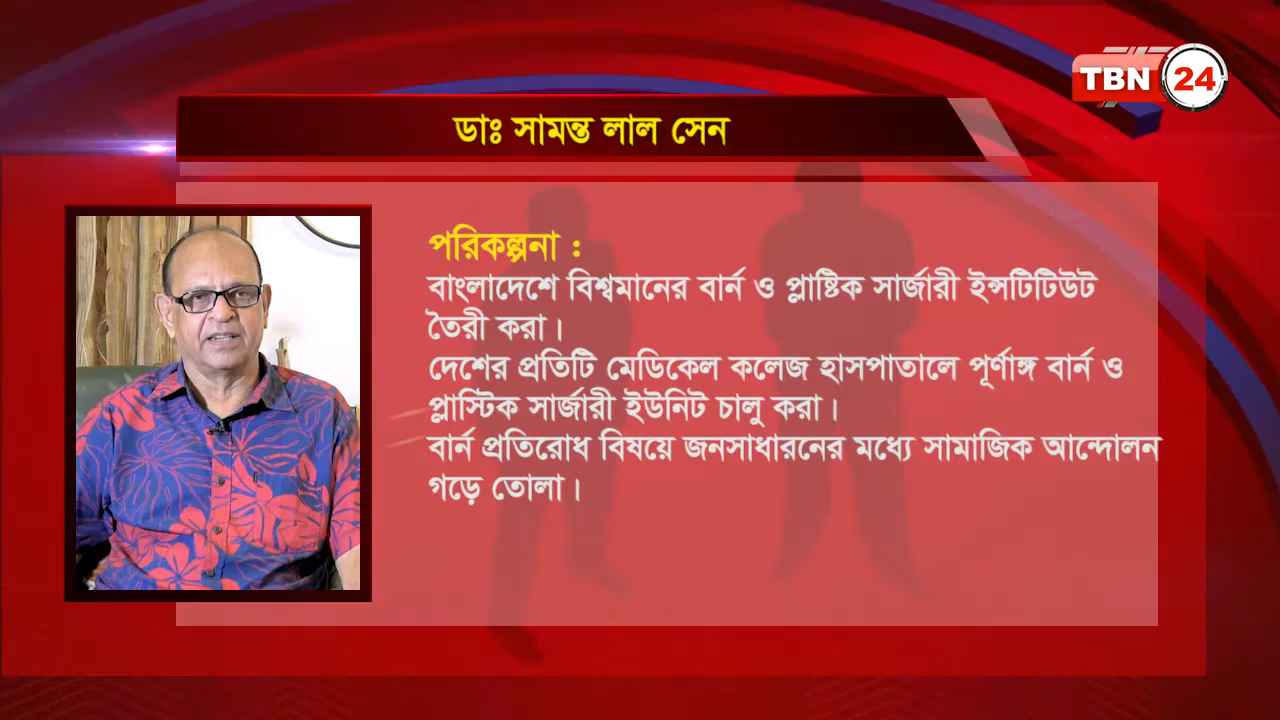 TBN 24
ডাঃ সামন্ত লাল সেন
পরিকল্পনা :
বাংলাদেশে বিশ্বমানের বার্ন ও প্লাষ্টিক সার্জারী ইন্সটিটিউট
তৈরী করা।
দেশের প্রতিটি মেডিকেল কলেজ হাসপাতালে পূর্ণাঙ্গ বার্ন ও
প্লাস্টিক সার্জারী ইউনিট চালু করা।
বার্ন প্রতিরোধ বিষয়ে জনসাধারনের মধ্যে সামাজিক আন্দোলন
গড়ে তোলা।